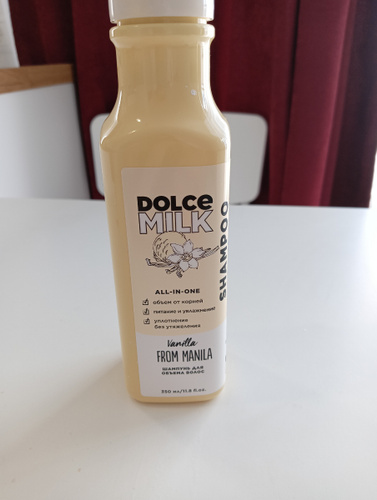 DOLCE
MILK
SHAMPOO
ALL-IN-ONE
объем от корней
питание и увлажнение
уплотнение
без утяжеления
Vanilla
FROM MANILA
ШАМПУНЬ ДЛЯ
ОБЪЕМА ВОЛОС
350 мл/11.8 fl.oz.